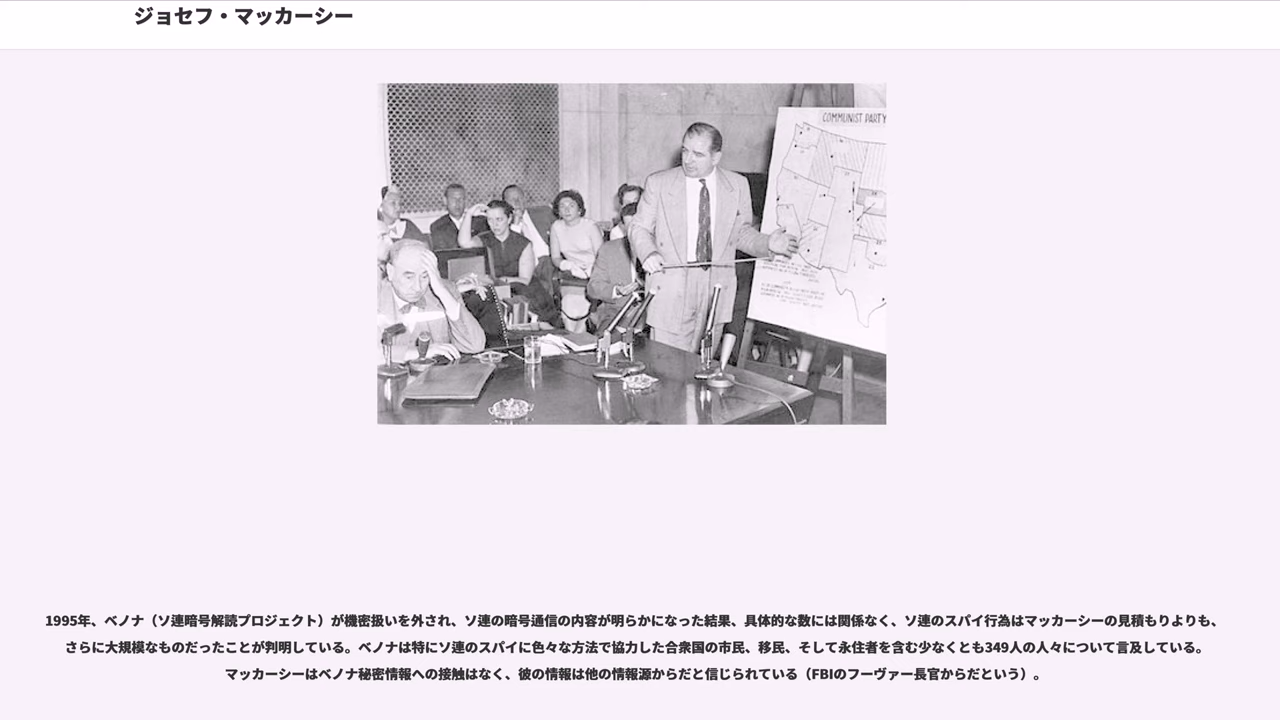 ジョセフ・マッカーシー
COMMUNIST PARTY
1995年、ベノナ（ソ連暗号解読プロジェクト）が機密扱いを外され、ソ連の暗号通信の内容が明らかになった結果、具体的な数には関係なく、ソ連のスパイ行為はマッカーシーの見積もりよりも、
さらに大規模なものだったことが判明している。ベノナは特にソ連のスパイに色々な方法で協力した合衆国の市民、移民、そして永住者を含む少なくとも349人の人々について言及している。
マッカーシーはベノナ秘密情報への接触はなく、彼の情報は他の情報源からだと信じられている（FBIのフーヴァー長官からだという）。